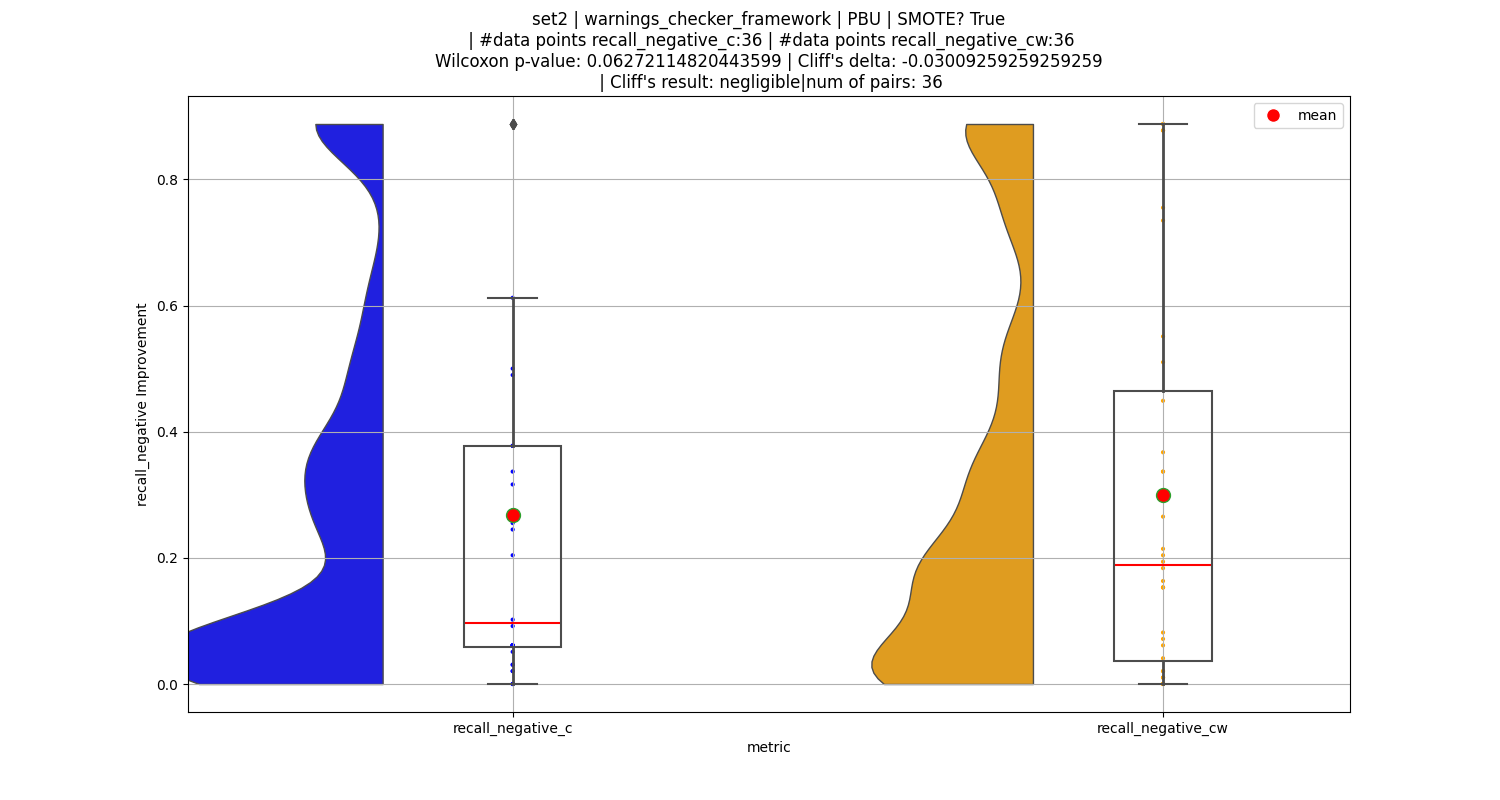 set2 | warnings_checker_framework | PBU | SMOTE? True
| #data points recall_negative_c:36 | #data points recall_negative_cw:36
Wilcoxon p-value: 0.06272114820443599 | Cliff's delta: -0.03009259259259259
| Cliff's result: negligible|num of pairs: 36
mean
0.8
0.6
0.4
0.2
0.0
recall_negative Improvement
recall_negative_c
recall_negative_cw
metric